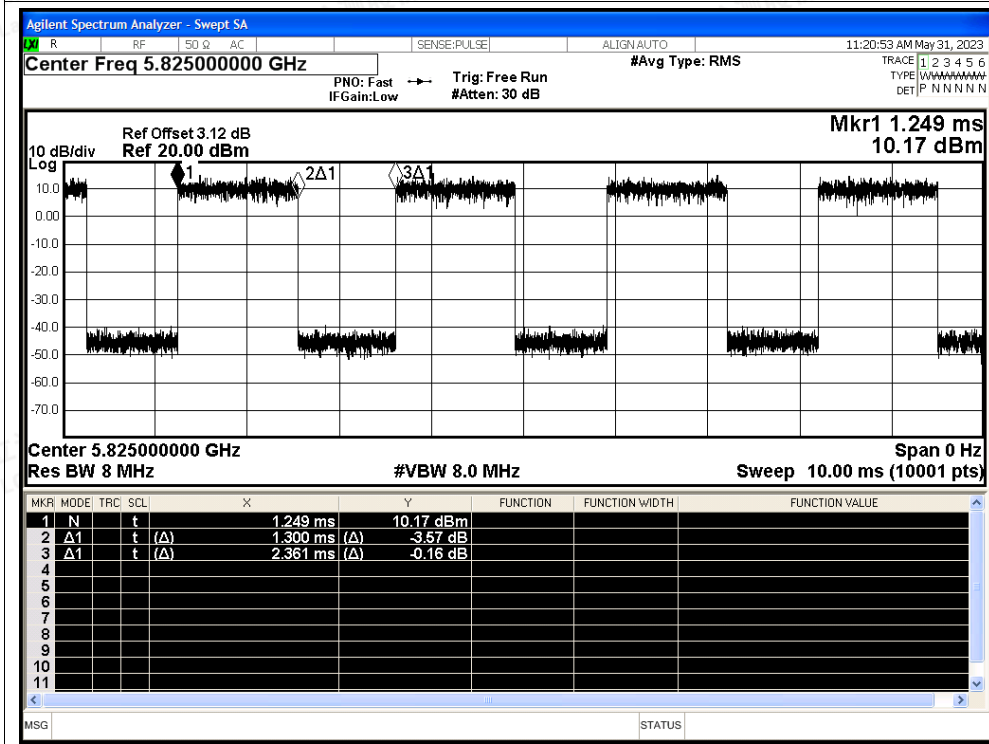 Agilent Spectrum Analyzer - Swept SA
LXI R RF 50 Ω AC SENSE:PULSE ALIGN AUTO 11:20:53 AM May 31, 2023
Center Freq 5.825000000 GHz #Avg Type: RMS TRACE 1 2 3 4 5 6
PNO: Fast Trig: Free Run TYPE
IFGain:Low #Atten: 30 dB DET P N N N N N
Mkr1 1.249 ms
Ref Offset 3.12 dB
10 dB/div Ref 20.00 dBm 10.17 dBm
Log
1 2Δ1 3Δ1
10.0
0.00
-10.0
-20.0
-30.0
-40.0
-50.0
-60.0
-70.0
Center 5.825000000 GHz Span 0 Hz
Res BW 8 MHz #VBW 8.0 MHz Sweep 10.00 ms (10001 pts)
MKR MODE TRC SCL X Y FUNCTION FUNCTION WIDTH FUNCTION VALUE
1 N t 1.249 ms 10.17 dBm
2 Δ1 t (Δ) 1.300 ms (Δ) -3.57 dB
3 Δ1 t (Δ) 2.361 ms (Δ) -0.16 dB
4
5
6
7
8
9
10
11
MSG STATUS